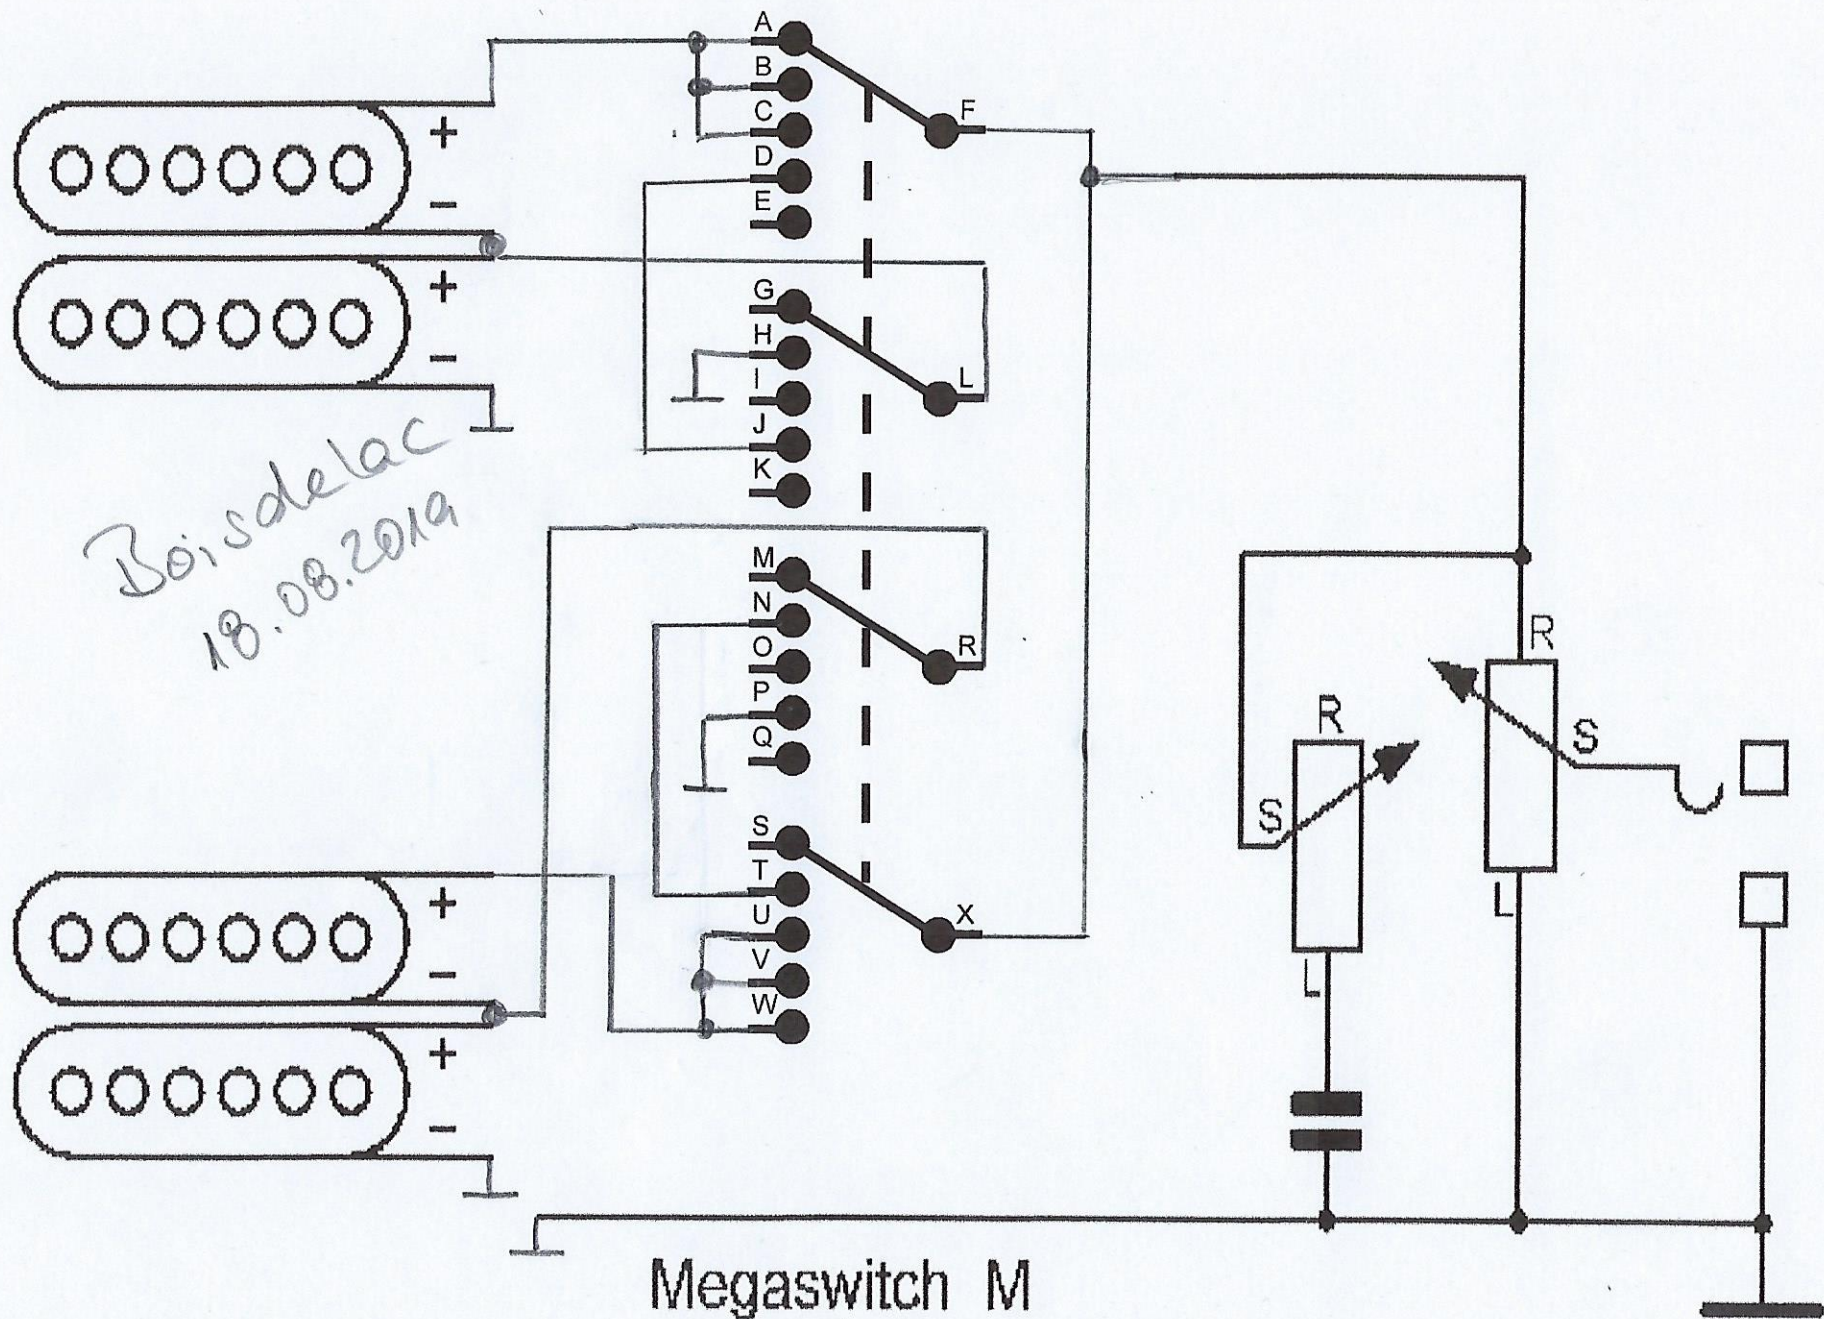 A
B
C
D
E
F
+
−
+
−
G
H
I
J
K
L
Boisdelac
18.08.2019
M
N
O
P
Q
R
S
T
U
V
W
X
+
−
+
−
R
S
L
R
S
L
Megaswitch M